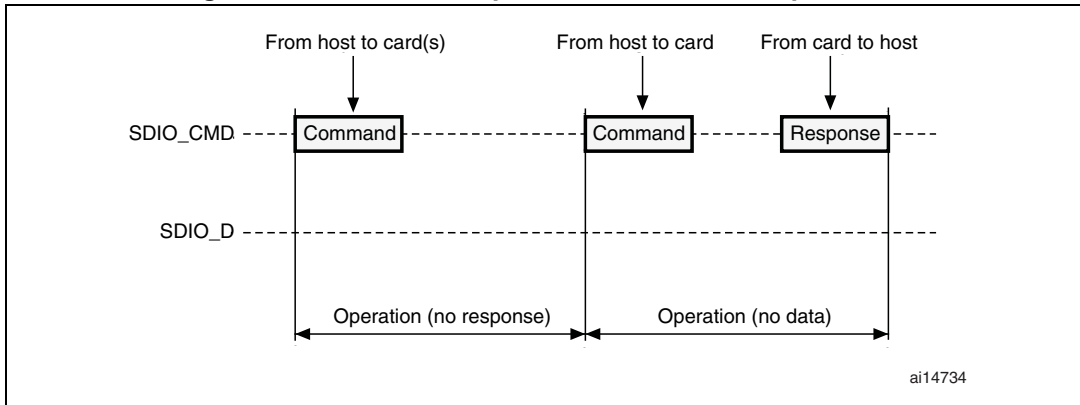 From host to card(s) From host to card From card to host
SDIO_CMD Command Command Response
SDIO_D
Operation (no response) Operation (no data)
ai14734